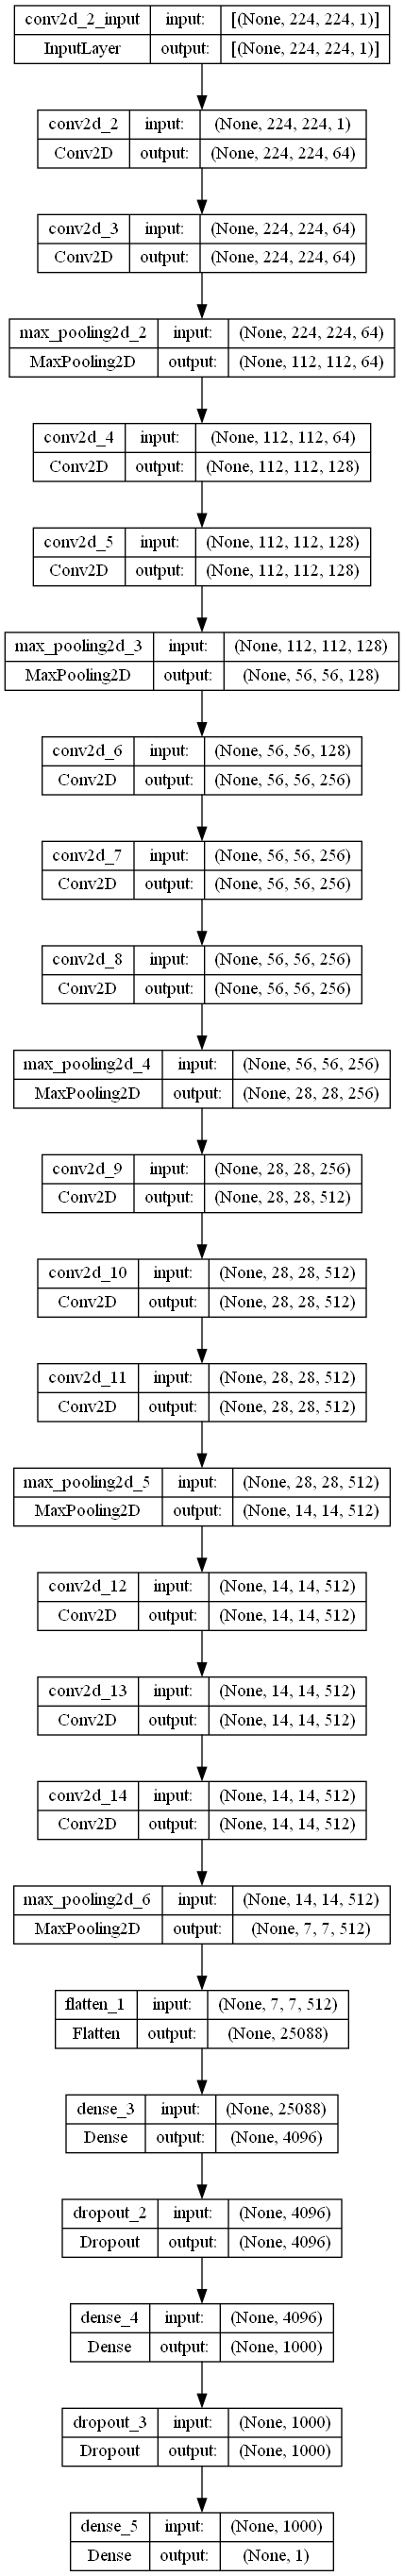 conv2d_2_input input: [(None, 224, 224, 1)]
InputLayer output: [(None, 224, 224, 1)]
conv2d_2 input: (None, 224, 224, 1)
Conv2D output: (None, 224, 224, 64)
conv2d_3 input: (None, 224, 224, 64)
Conv2D output: (None, 224, 224, 64)
max_pooling2d_2 input: (None, 224, 224, 64)
MaxPooling2D output: (None, 112, 112, 64)
conv2d_4 input: (None, 112, 112, 64)
Conv2D output: (None, 112, 112, 128)
conv2d_5 input: (None, 112, 112, 128)
Conv2D output: (None, 112, 112, 128)
max_pooling2d_3 input: (None, 112, 112, 128)
MaxPooling2D output: (None, 56, 56, 128)
conv2d_6 input: (None, 56, 56, 128)
Conv2D output: (None, 56, 56, 256)
conv2d_7 input: (None, 56, 56, 256)
Conv2D output: (None, 56, 56, 256)
conv2d_8 input: (None, 56, 56, 256)
Conv2D output: (None, 56, 56, 256)
max_pooling2d_4 input: (None, 56, 56, 256)
MaxPooling2D output: (None, 28, 28, 256)
conv2d_9 input: (None, 28, 28, 256)
Conv2D output: (None, 28, 28, 512)
conv2d_10 input: (None, 28, 28, 512)
Conv2D output: (None, 28, 28, 512)
conv2d_11 input: (None, 28, 28, 512)
Conv2D output: (None, 28, 28, 512)
max_pooling2d_5 input: (None, 28, 28, 512)
MaxPooling2D output: (None, 14, 14, 512)
conv2d_12 input: (None, 14, 14, 512)
Conv2D output: (None, 14, 14, 512)
conv2d_13 input: (None, 14, 14, 512)
Conv2D output: (None, 14, 14, 512)
conv2d_14 input: (None, 14, 14, 512)
Conv2D output: (None, 14, 14, 512)
max_pooling2d_6 input: (None, 14, 14, 512)
MaxPooling2D output: (None, 7, 7, 512)
flatten_1 input: (None, 7, 7, 512)
Flatten output: (None, 25088)
dense_3 input: (None, 25088)
Dense output: (None, 4096)
dropout_2 input: (None, 4096)
Dropout output: (None, 4096)
dense_4 input: (None, 4096)
Dense output: (None, 1000)
dropout_3 input: (None, 1000)
Dropout output: (None, 1000)
dense_5 input: (None, 1000)
Dense output: (None, 1)